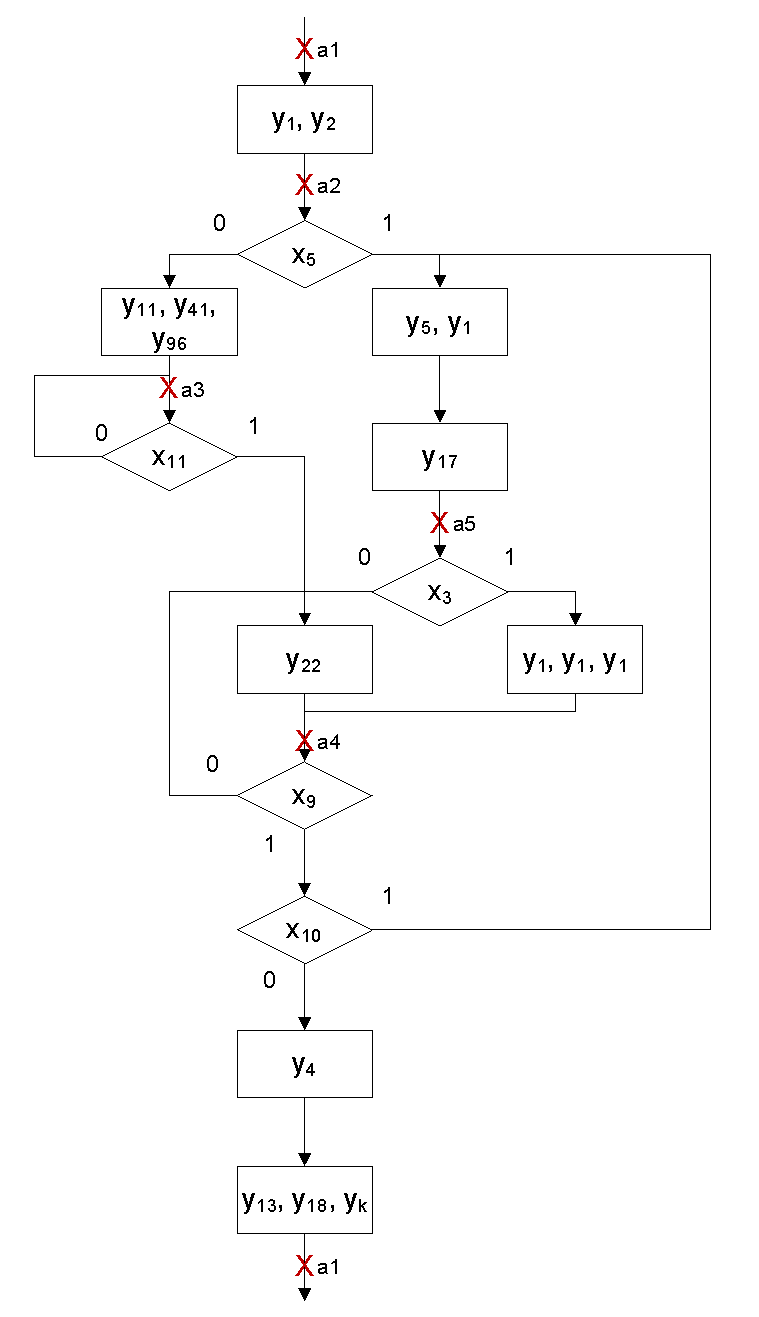 X a1
y1, y2
X a2
0
1
x5
y11, y41,
y96
y5, y1
X a3
0
1
x11
y17
X a5
0
1
x3
y22
y1, y1, y1
X a4
0
x9
1
1
x10
0
y4
y13, y18, yk
X a1